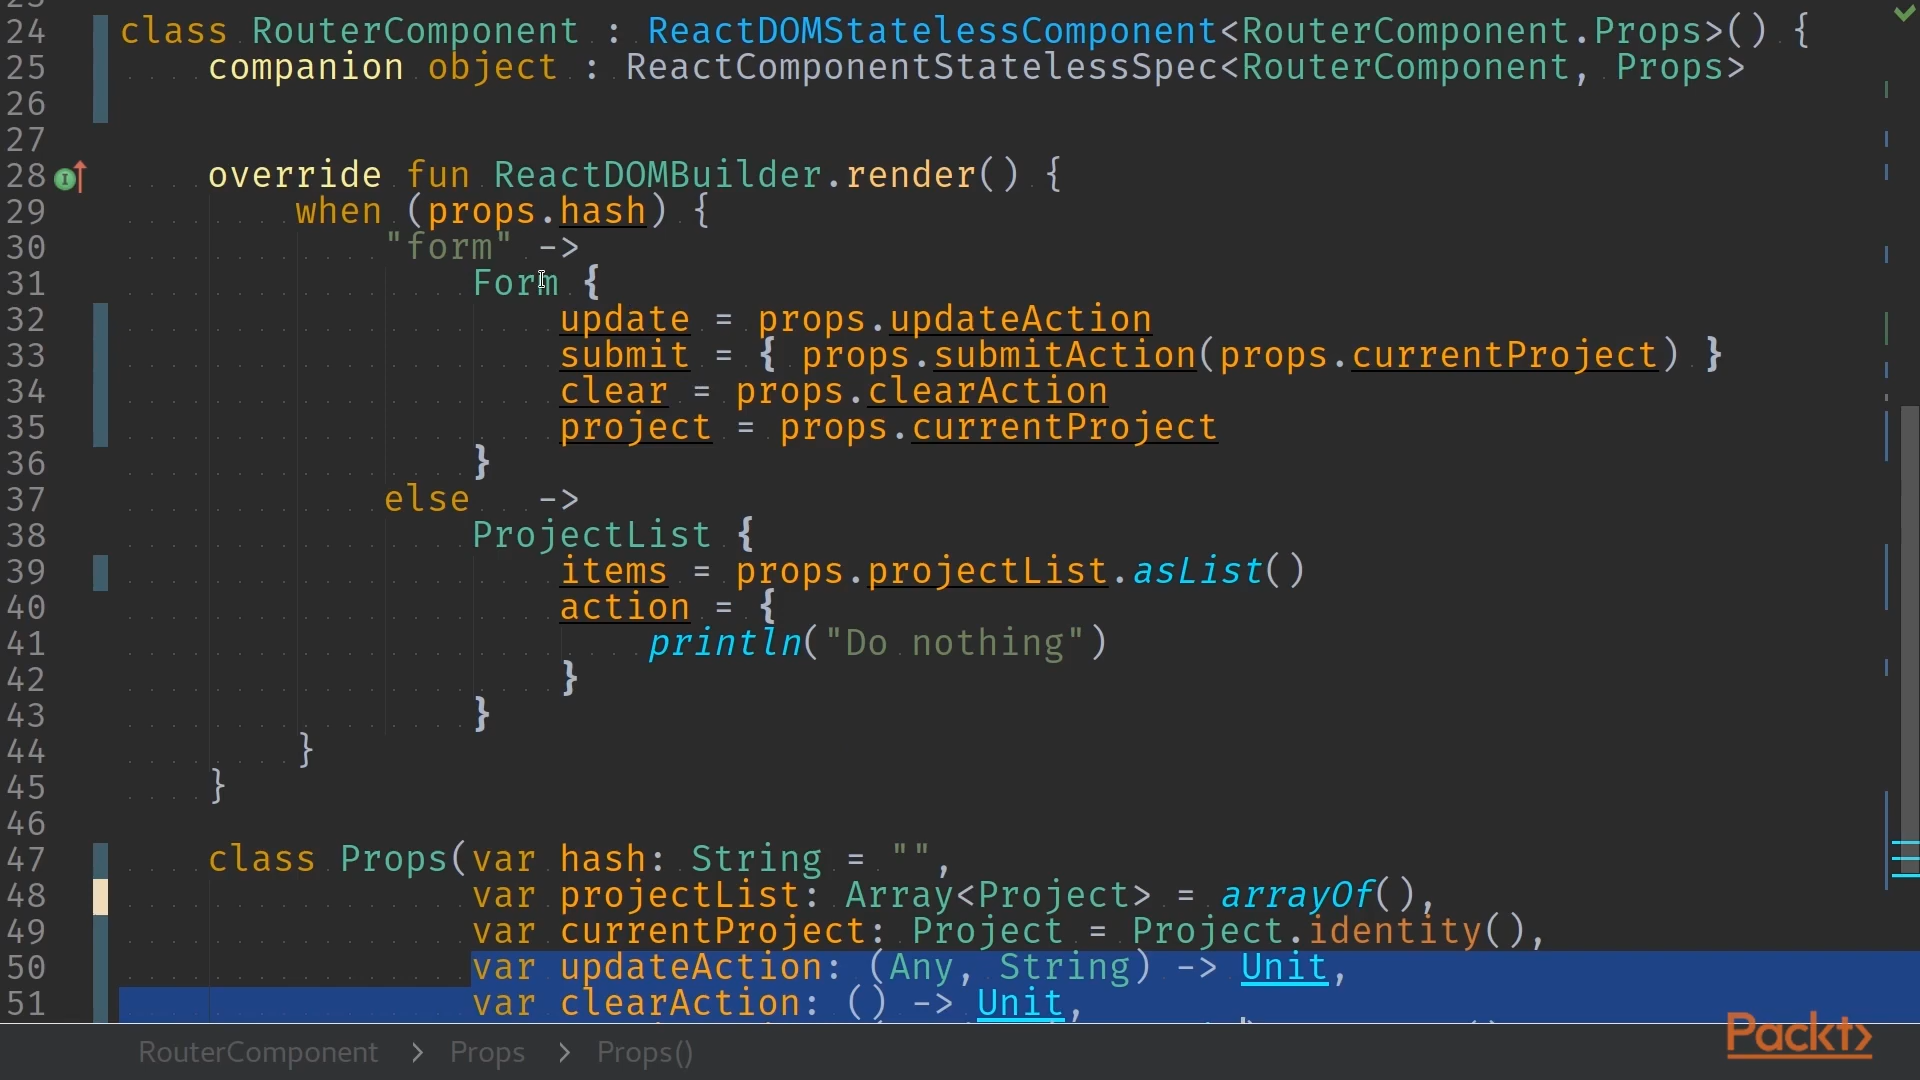 24 class RouterComponent : ReactDOMStatelessComponent<RouterComponent.Props>() {
25 companion object : ReactComponentStatelessSpec<RouterComponent, Props>
26
27
28 override fun ReactDOMBuilder.render() {
29 when (props.hash) {
30 "form" ->
31 Form {
32 update = props.updateAction
33 submit = { props.submitAction(props.currentProject) }
34 clear = props.clearAction
35 project = props.currentProject
36 }
37 else ->
38 ProjectList {
39 items = props.projectList.asList()
40 action = {
41 println("Do nothing")
42 }
43 }
44 }
45 }
46
47 class Props(var hash: String = "",
48 var projectList: Array<Project> = arrayOf(),
49 var currentProject: Project = Project.identity(),
50 var updateAction: (Any, String) -> Unit,
51 var clearAction: () -> Unit,
Packt>
RouterComponent > Props > Props()